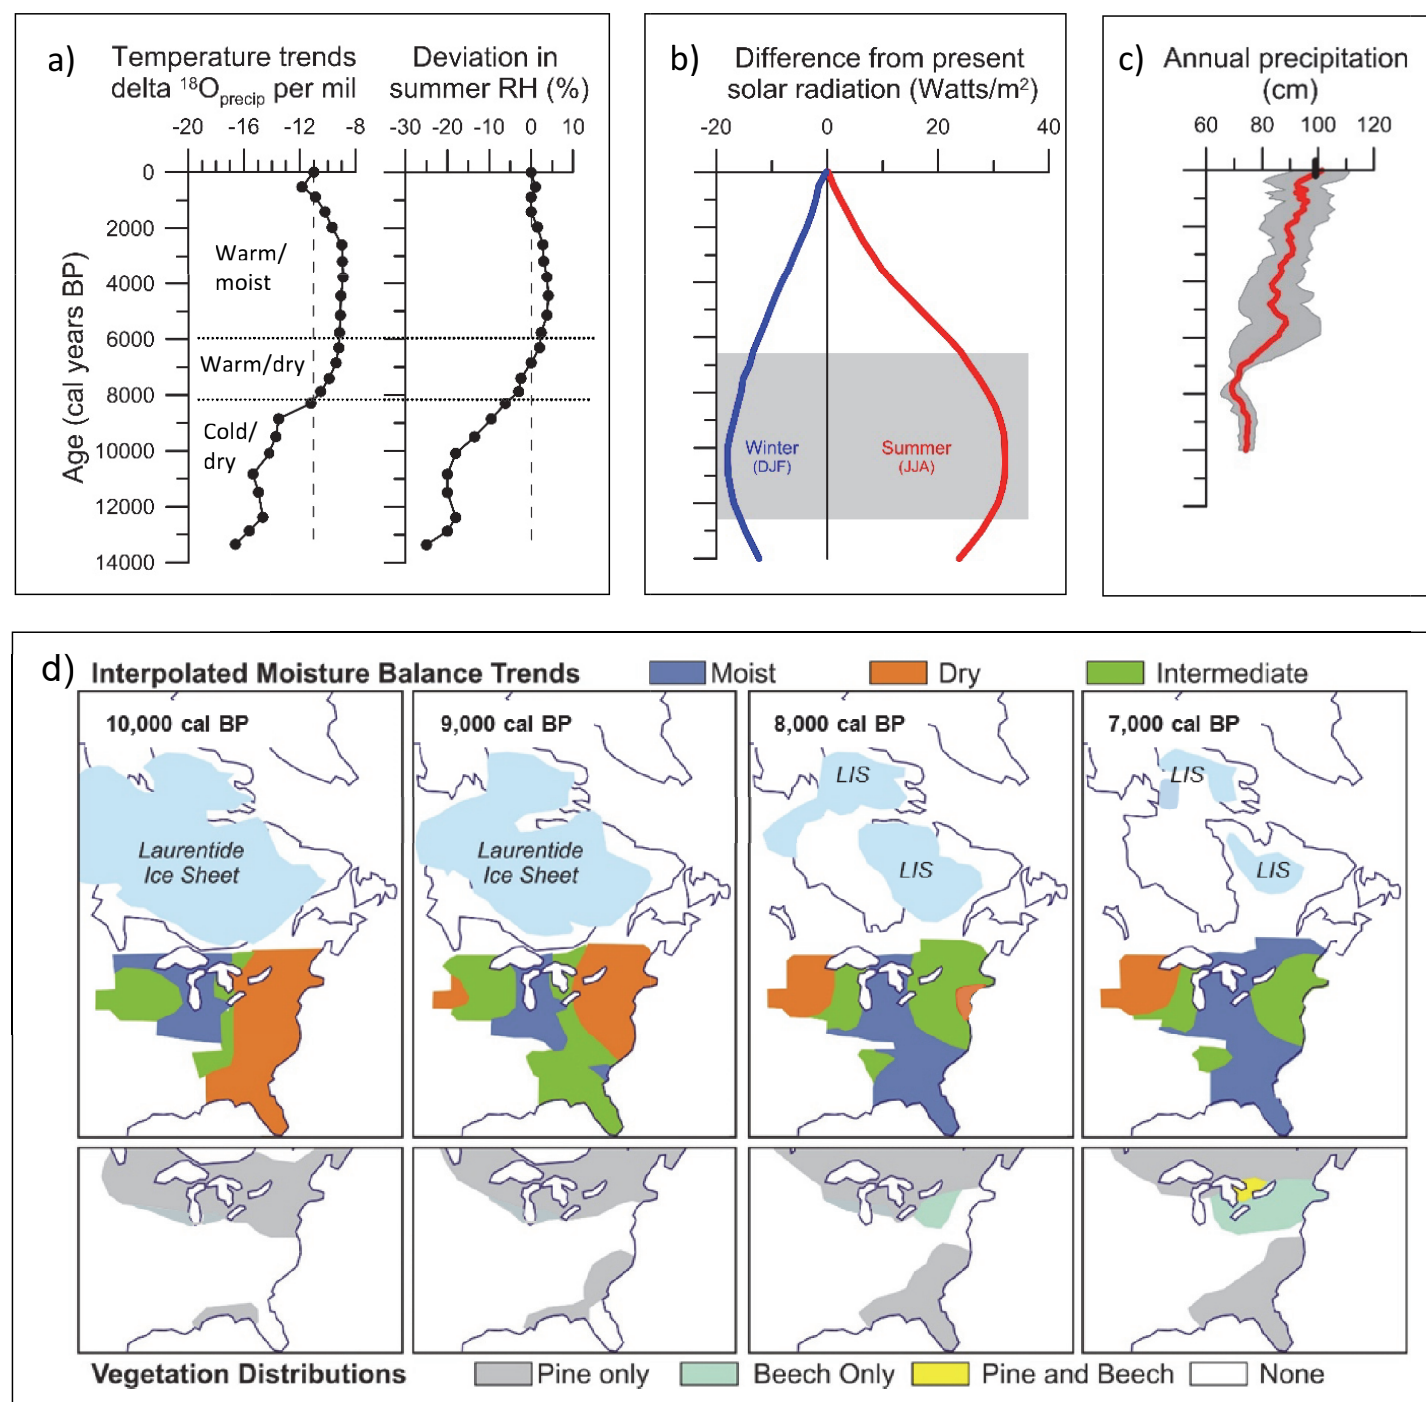 a)
Temperature trends
delta ¹⁸Oprecip per mil
-20 -16 -12 -8
Deviation in
summer RH (%)
-30 -20 -10 0 10
Age (cal years BP)
0
2000
4000
6000
8000
10000
12000
14000
Warm/
moist
Warm/dry
Cold/
dry
b)
Difference from present
solar radiation (Watts/m²)
-20 0 20 40
Winter
(DJF)
Summer
(JJA)
c)
Annual precipitation
(cm)
60 80 100 120
d)
Interpolated Moisture Balance Trends
Moist
Dry
Intermediate
10,000 cal BP
Laurentide
Ice Sheet
9,000 cal BP
Laurentide
Ice Sheet
8,000 cal BP
LIS
LIS
7,000 cal BP
LIS
LIS
Vegetated Distributions
Pine only
Beech Only
Pine and Beech
None